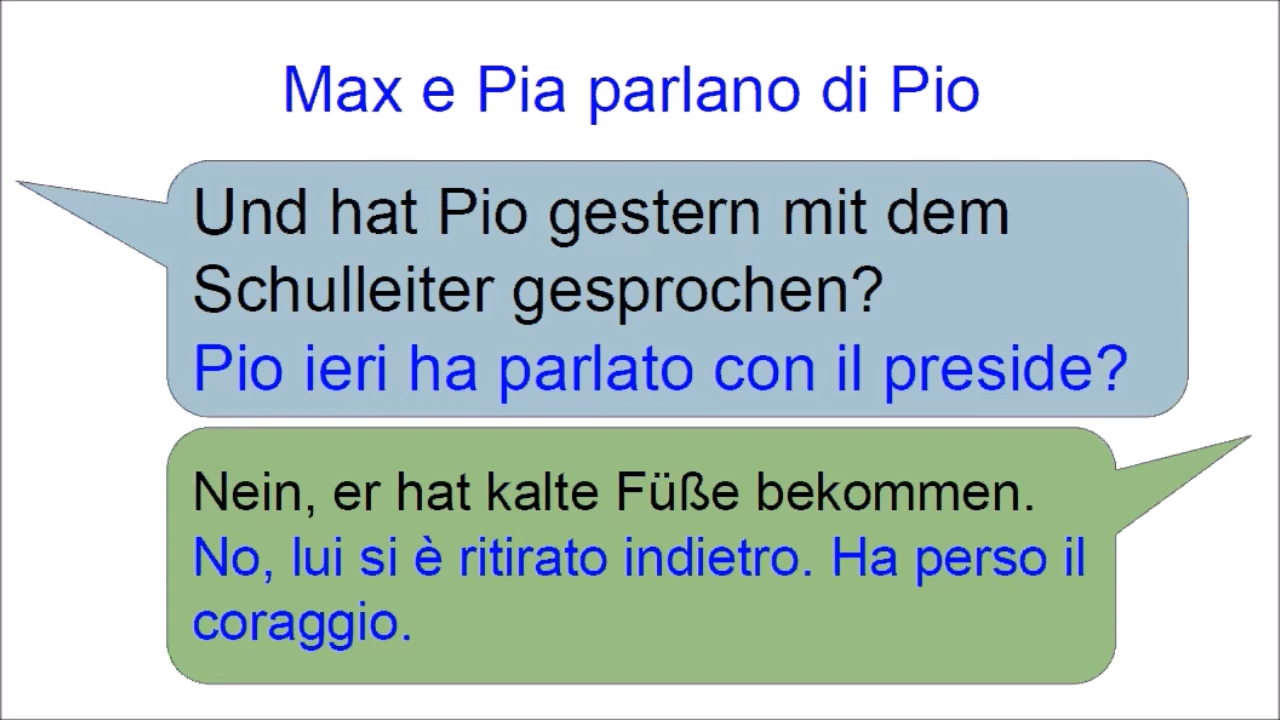 Max e Pia parlano di Pio
Und hat Pio gestern mit dem
Schulleiter gesprochen?
Pio ieri ha parlato con il preside?
Nein, er hat kalte Füße bekommen.
No, lui si è ritirato indietro. Ha perso il
coraggio.